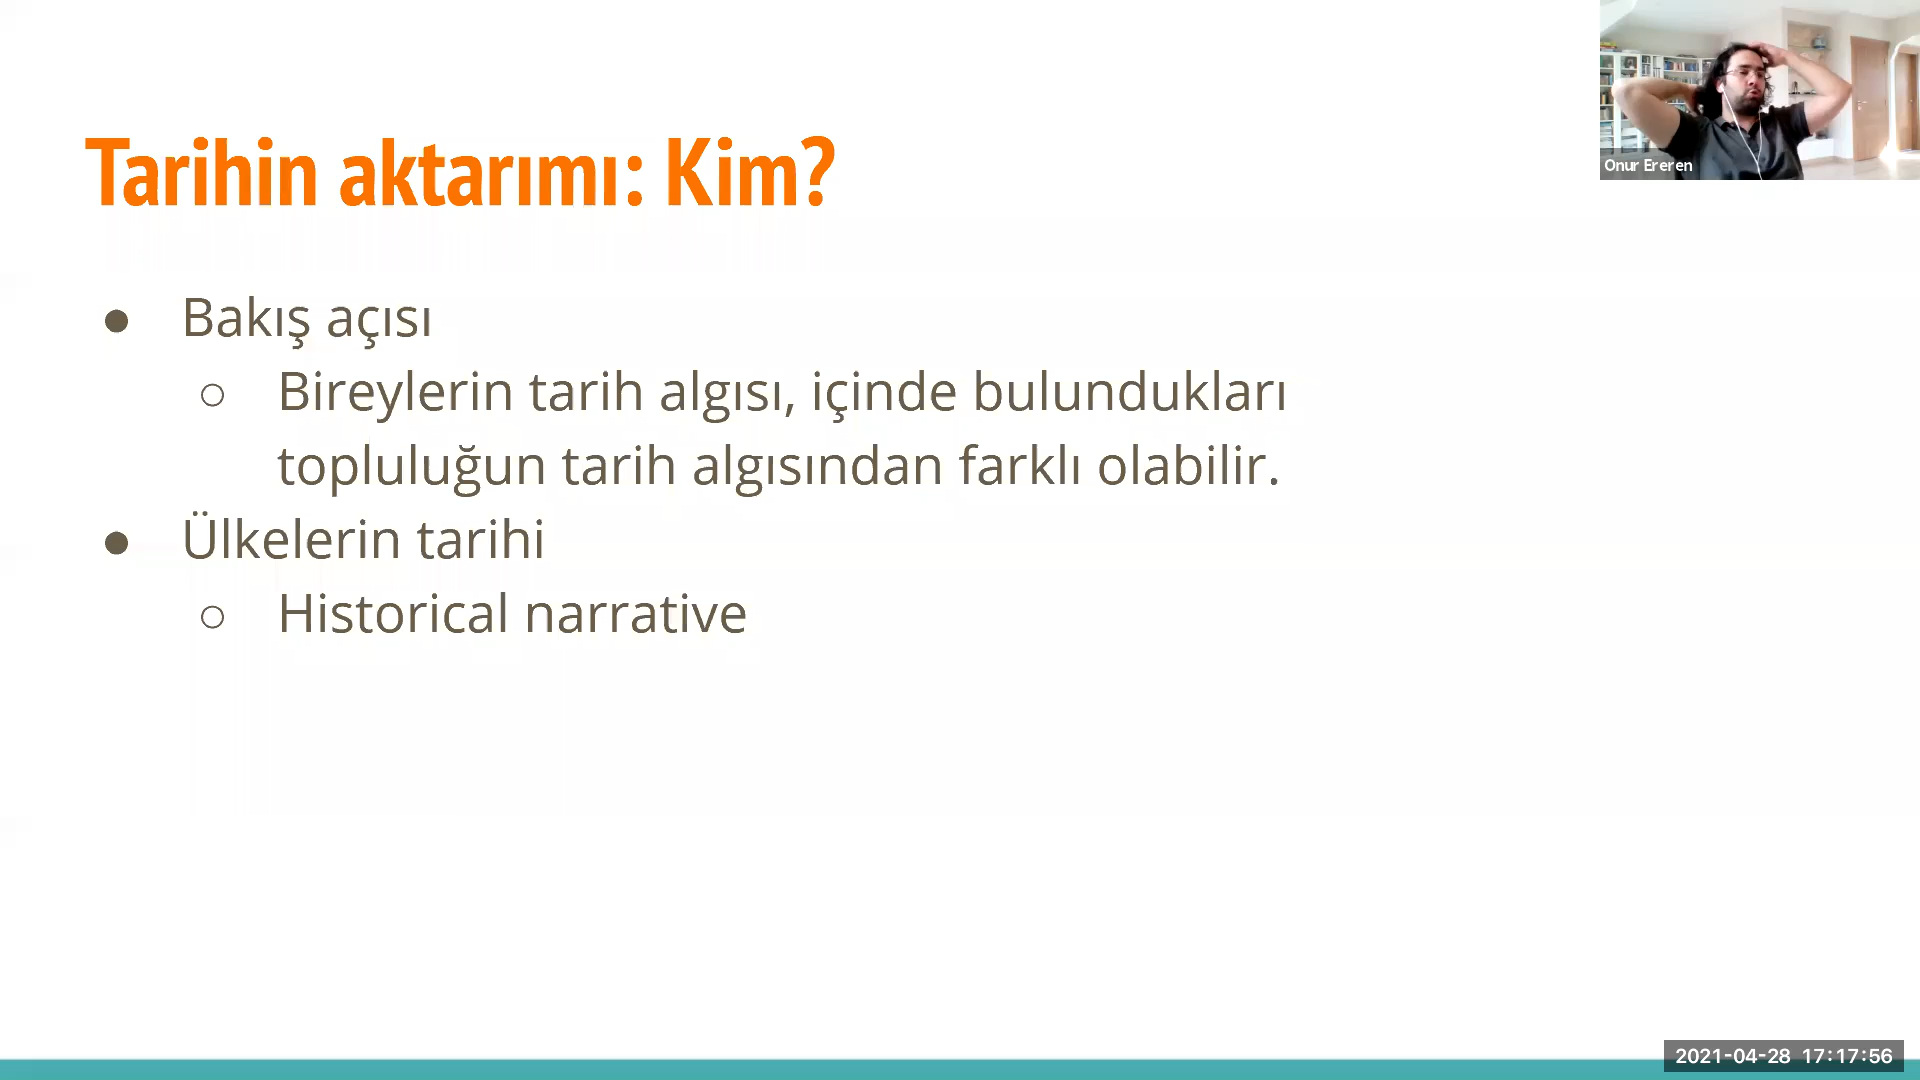 Tarihin aktarımı: Kim?
● Bakış açısı
○ Bireylerin tarih algısı, içinde bulundukları
topluluğun tarih algısından farklı olabilir.
● Ülkelerin tarihi
○ Historical narrative
Onur Ereren
2021-04-28 17:17:56